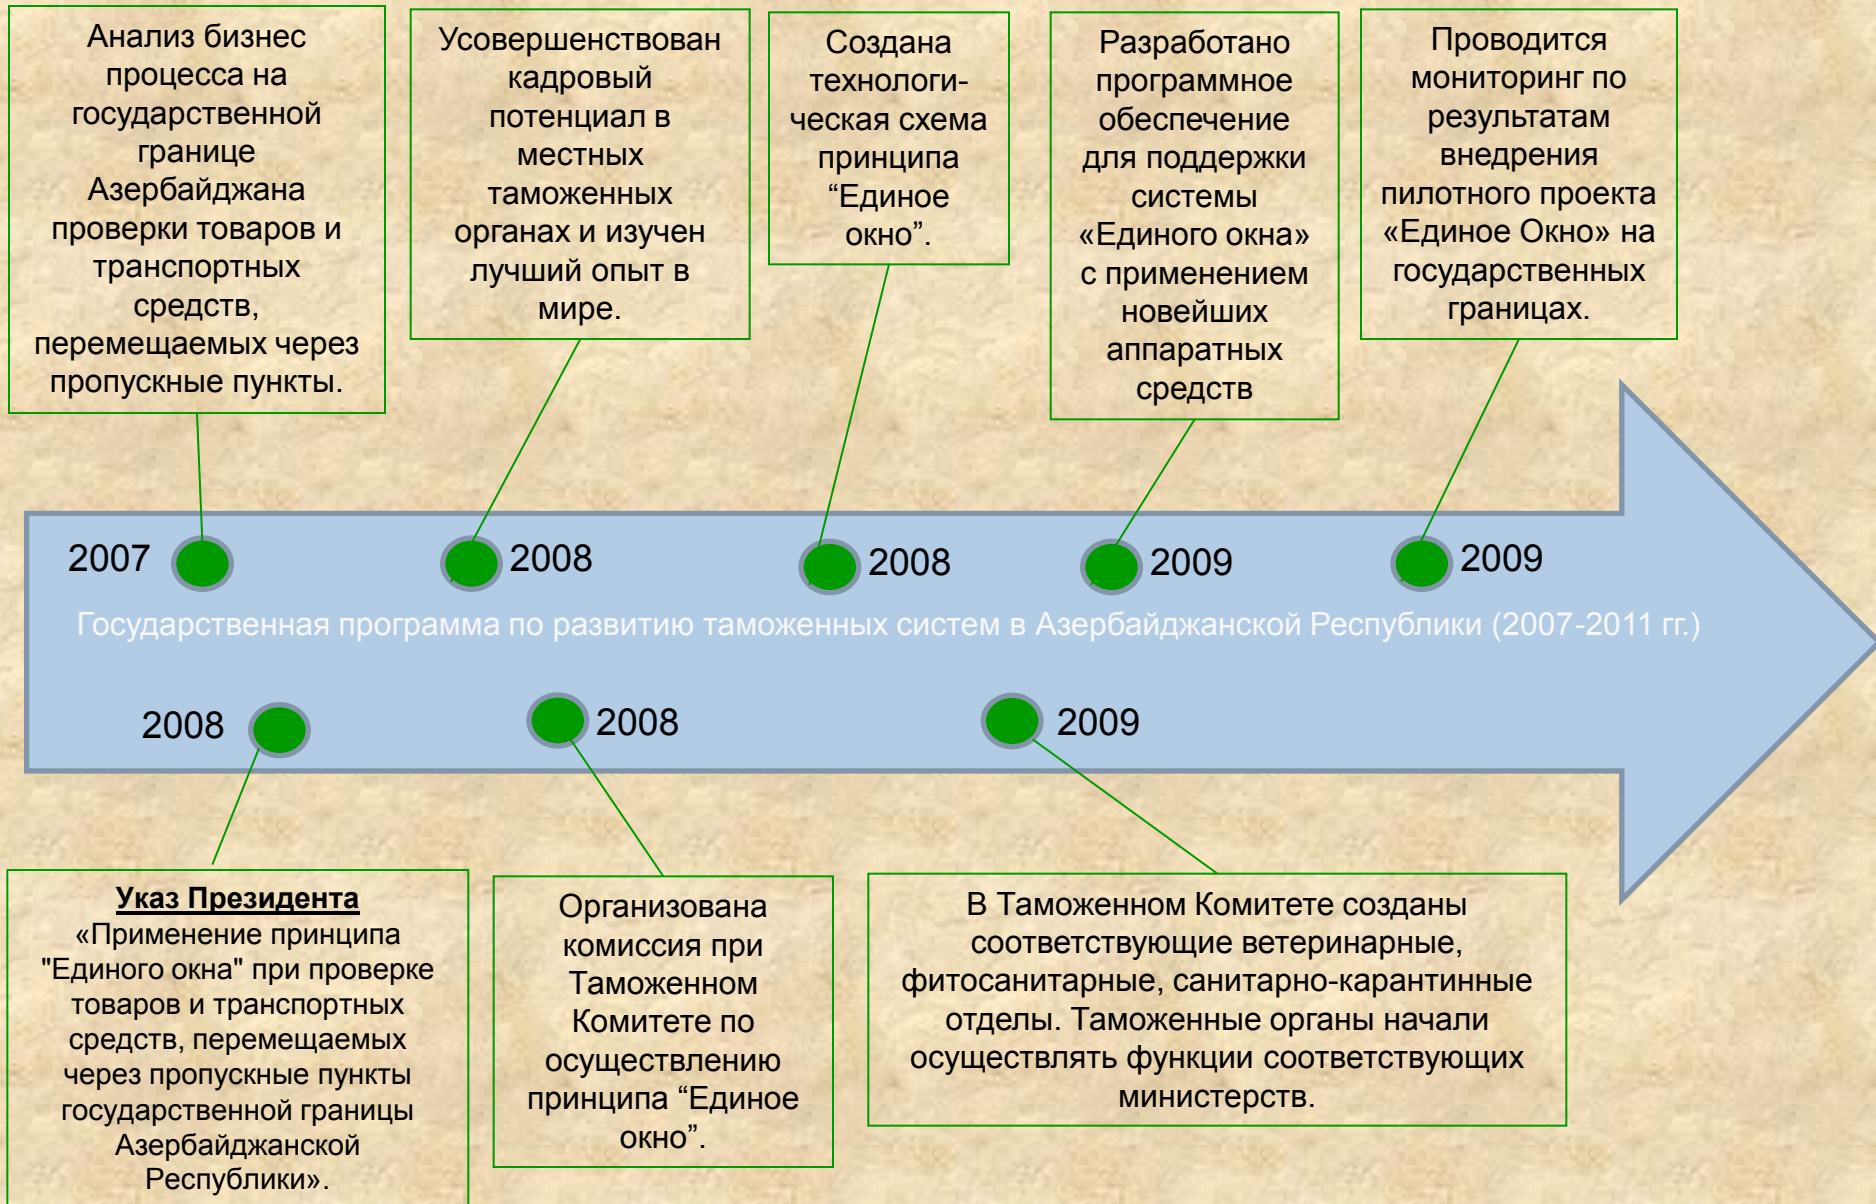 Анализ бизнес
процесса на
государственной
границе
Азербайджана
проверки товаров и
транспортных
средств,
перемещаемых через
пропускные пункты.
Усовершенствован
кадровый
потенциал в
местных
таможенных
органах и изучен
лучший опыт в
мире.
Создана
технологи-
ческая схема
принципа
“Единое
окно”.
Разработано
программное
обеспечение
для поддержки
системы
«Единого окна»
с применением
новейших
аппаратных
средств
Проводится
мониторинг по
результатам
внедрения
пилотного проекта
«Единое Окно» на
государственных
границах.
2007
2008
2008
2009
2009
Государственная программа по развитию таможенных систем в Азербайджанской Республики (2007-2011 гг.)
2008
2008
2009
Указ Президента
«Применение принципа
"Единого окна" при проверке
товаров и транспортных
средств, перемещаемых
через пропускные пункты
государственной границы
Азербайджанской
Республики».
Организована
комиссия при
Таможенном
Комитете по
осуществлению
принципа “Единое
окно”.
В Таможенном Комитете созданы
соответствующие ветеринарные,
фитосанитарные, санитарно-карантинные
отделы. Таможенные органы начали
осуществлять функции соответствующих
министерств.